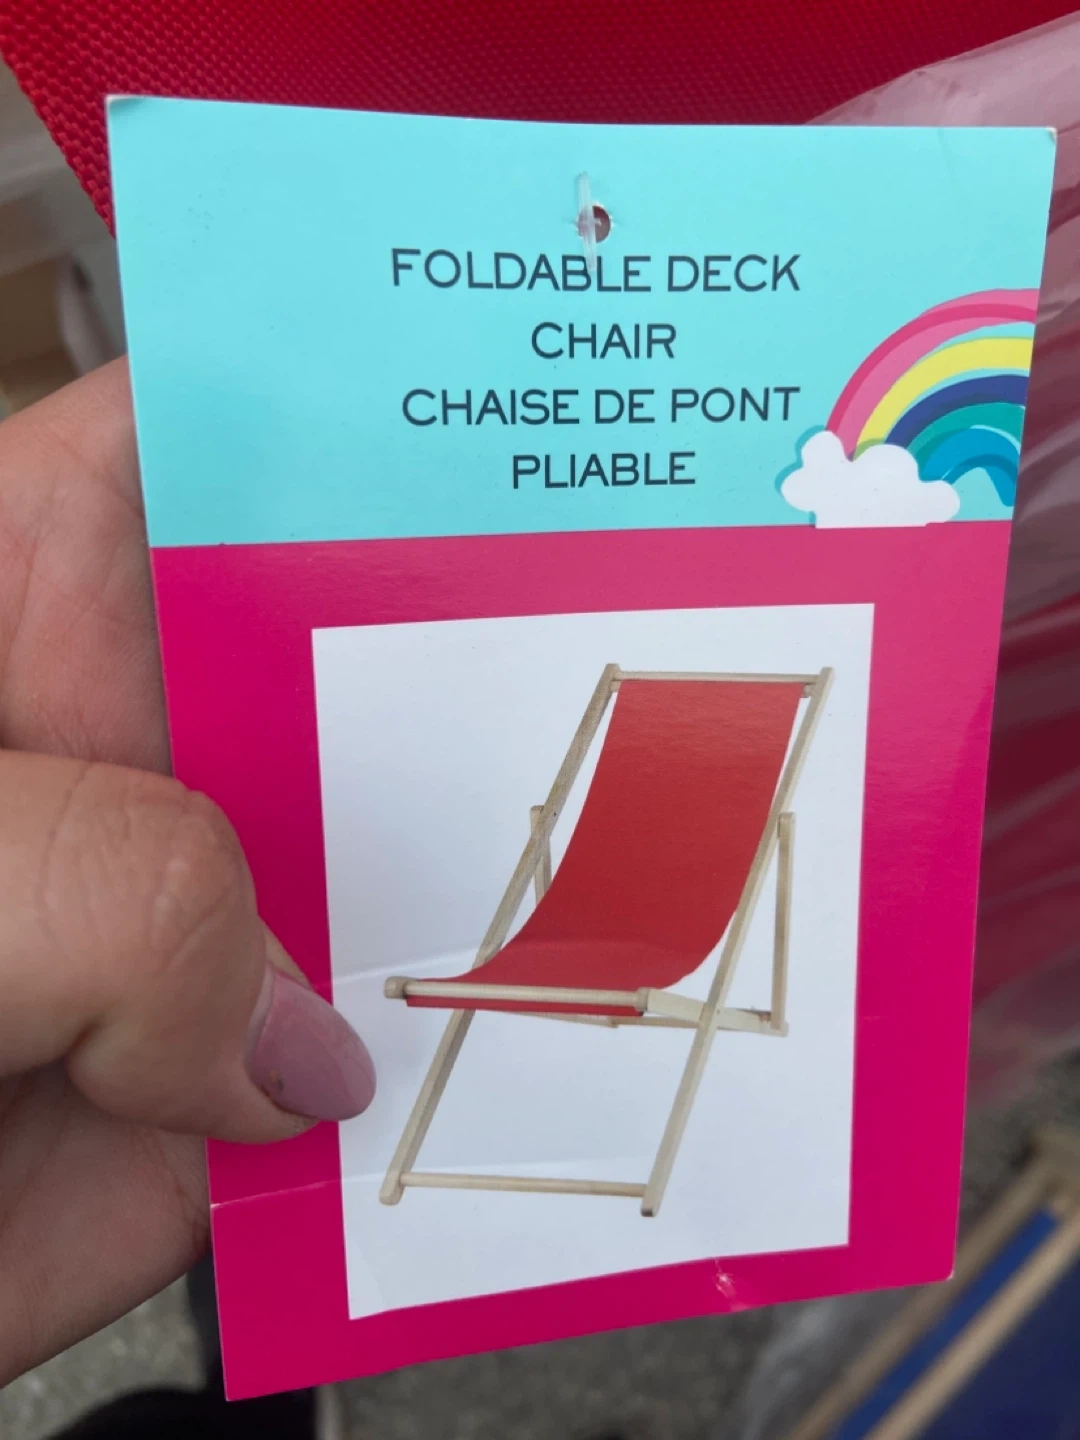 FOLDABLE DECK
CHAIR
CHAISE DE PONT
PLIABLE